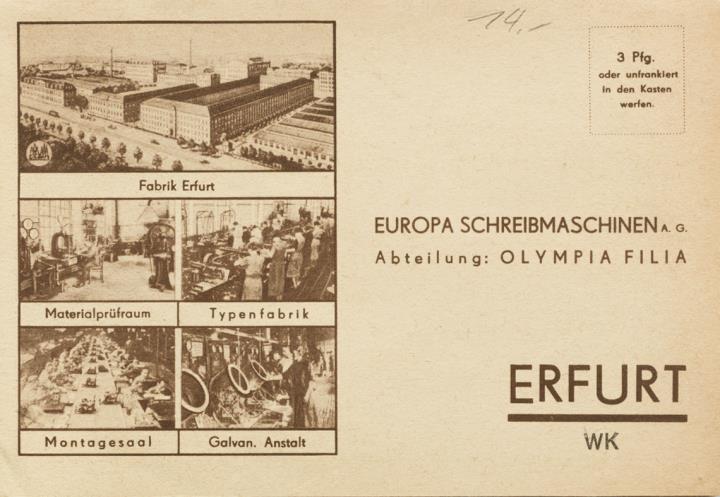 14.-
3 Pfg.
oder unfrankiert
in den Kasten
werfen.
Fabrik Erfurt
Materialprüfraum
Typenfabrik
Montagesaal
Galvan. Anstalt
EUROPA SCHREIBMASCHINEN A. G.
Abteilung: OLYMPIA FILIA
ERFURT
WK